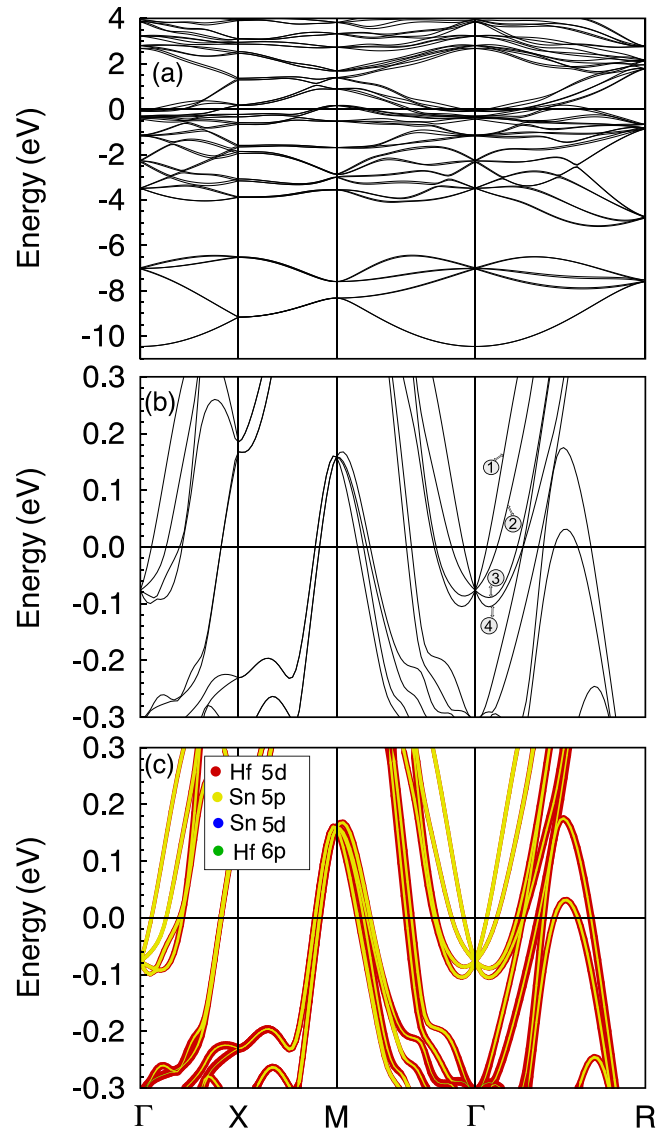 4
(a)
2
0
-2
-4
-6
-8
-10
Energy (eV)
0.3
(b)
0.2
1
0.1
2
0.0
3
-0.1
4
-0.2
-0.3
Energy (eV)
0.3
(c)
Hf 5d
Sn 5p
Sn 5d
Hf 6p
0.2
0.1
0.0
-0.1
-0.2
-0.3
Energy (eV)
Γ X M Γ R